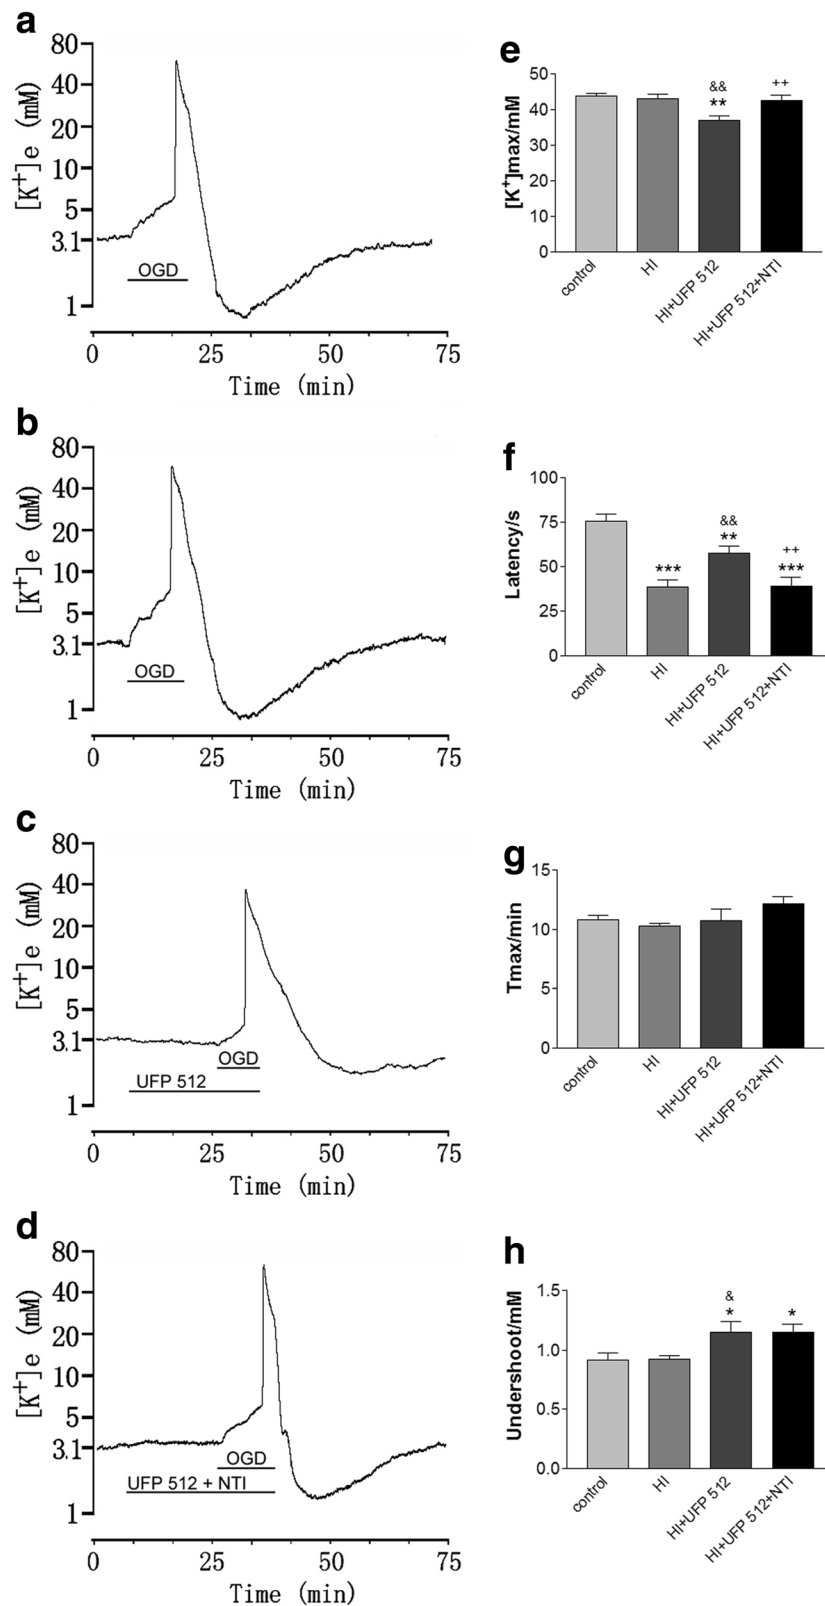 a
80
40
20
10
5
3.1
1
[K+]e (mM)
OGD
0 25 50 75
Time (min)
b
80
40
20
10
5
3.1
1
[K+]e (mM)
OGD
0 25 50 75
Time (min)
c
80
40
20
10
5
3.1
1
[K+]e (mM)
OGD
UFP 512
0 25 50 75
Time (min)
d
80
40
20
10
5
3.1
1
[K+]e (mM)
OGD
UFP 512 + NTI
0 25 50 75
Time (min)
e
50
40
30
20
10
0
[K+]max/mM
&& ++
**
control HI HI+UFP 512 HI+UFP 512+NTI
f
100
75
50
25
0
Latency/s
&&
** ++
*** ***
control HI HI+UFP 512 HI+UFP 512+NTI
g
15
10
5
0
Tmax/min
control HI HI+UFP 512 HI+UFP 512+NTI
h
1.5
1.0
0.5
0.0
Undershoot/mM
&
* *
control HI HI+UFP 512 HI+UFP 512+NTI